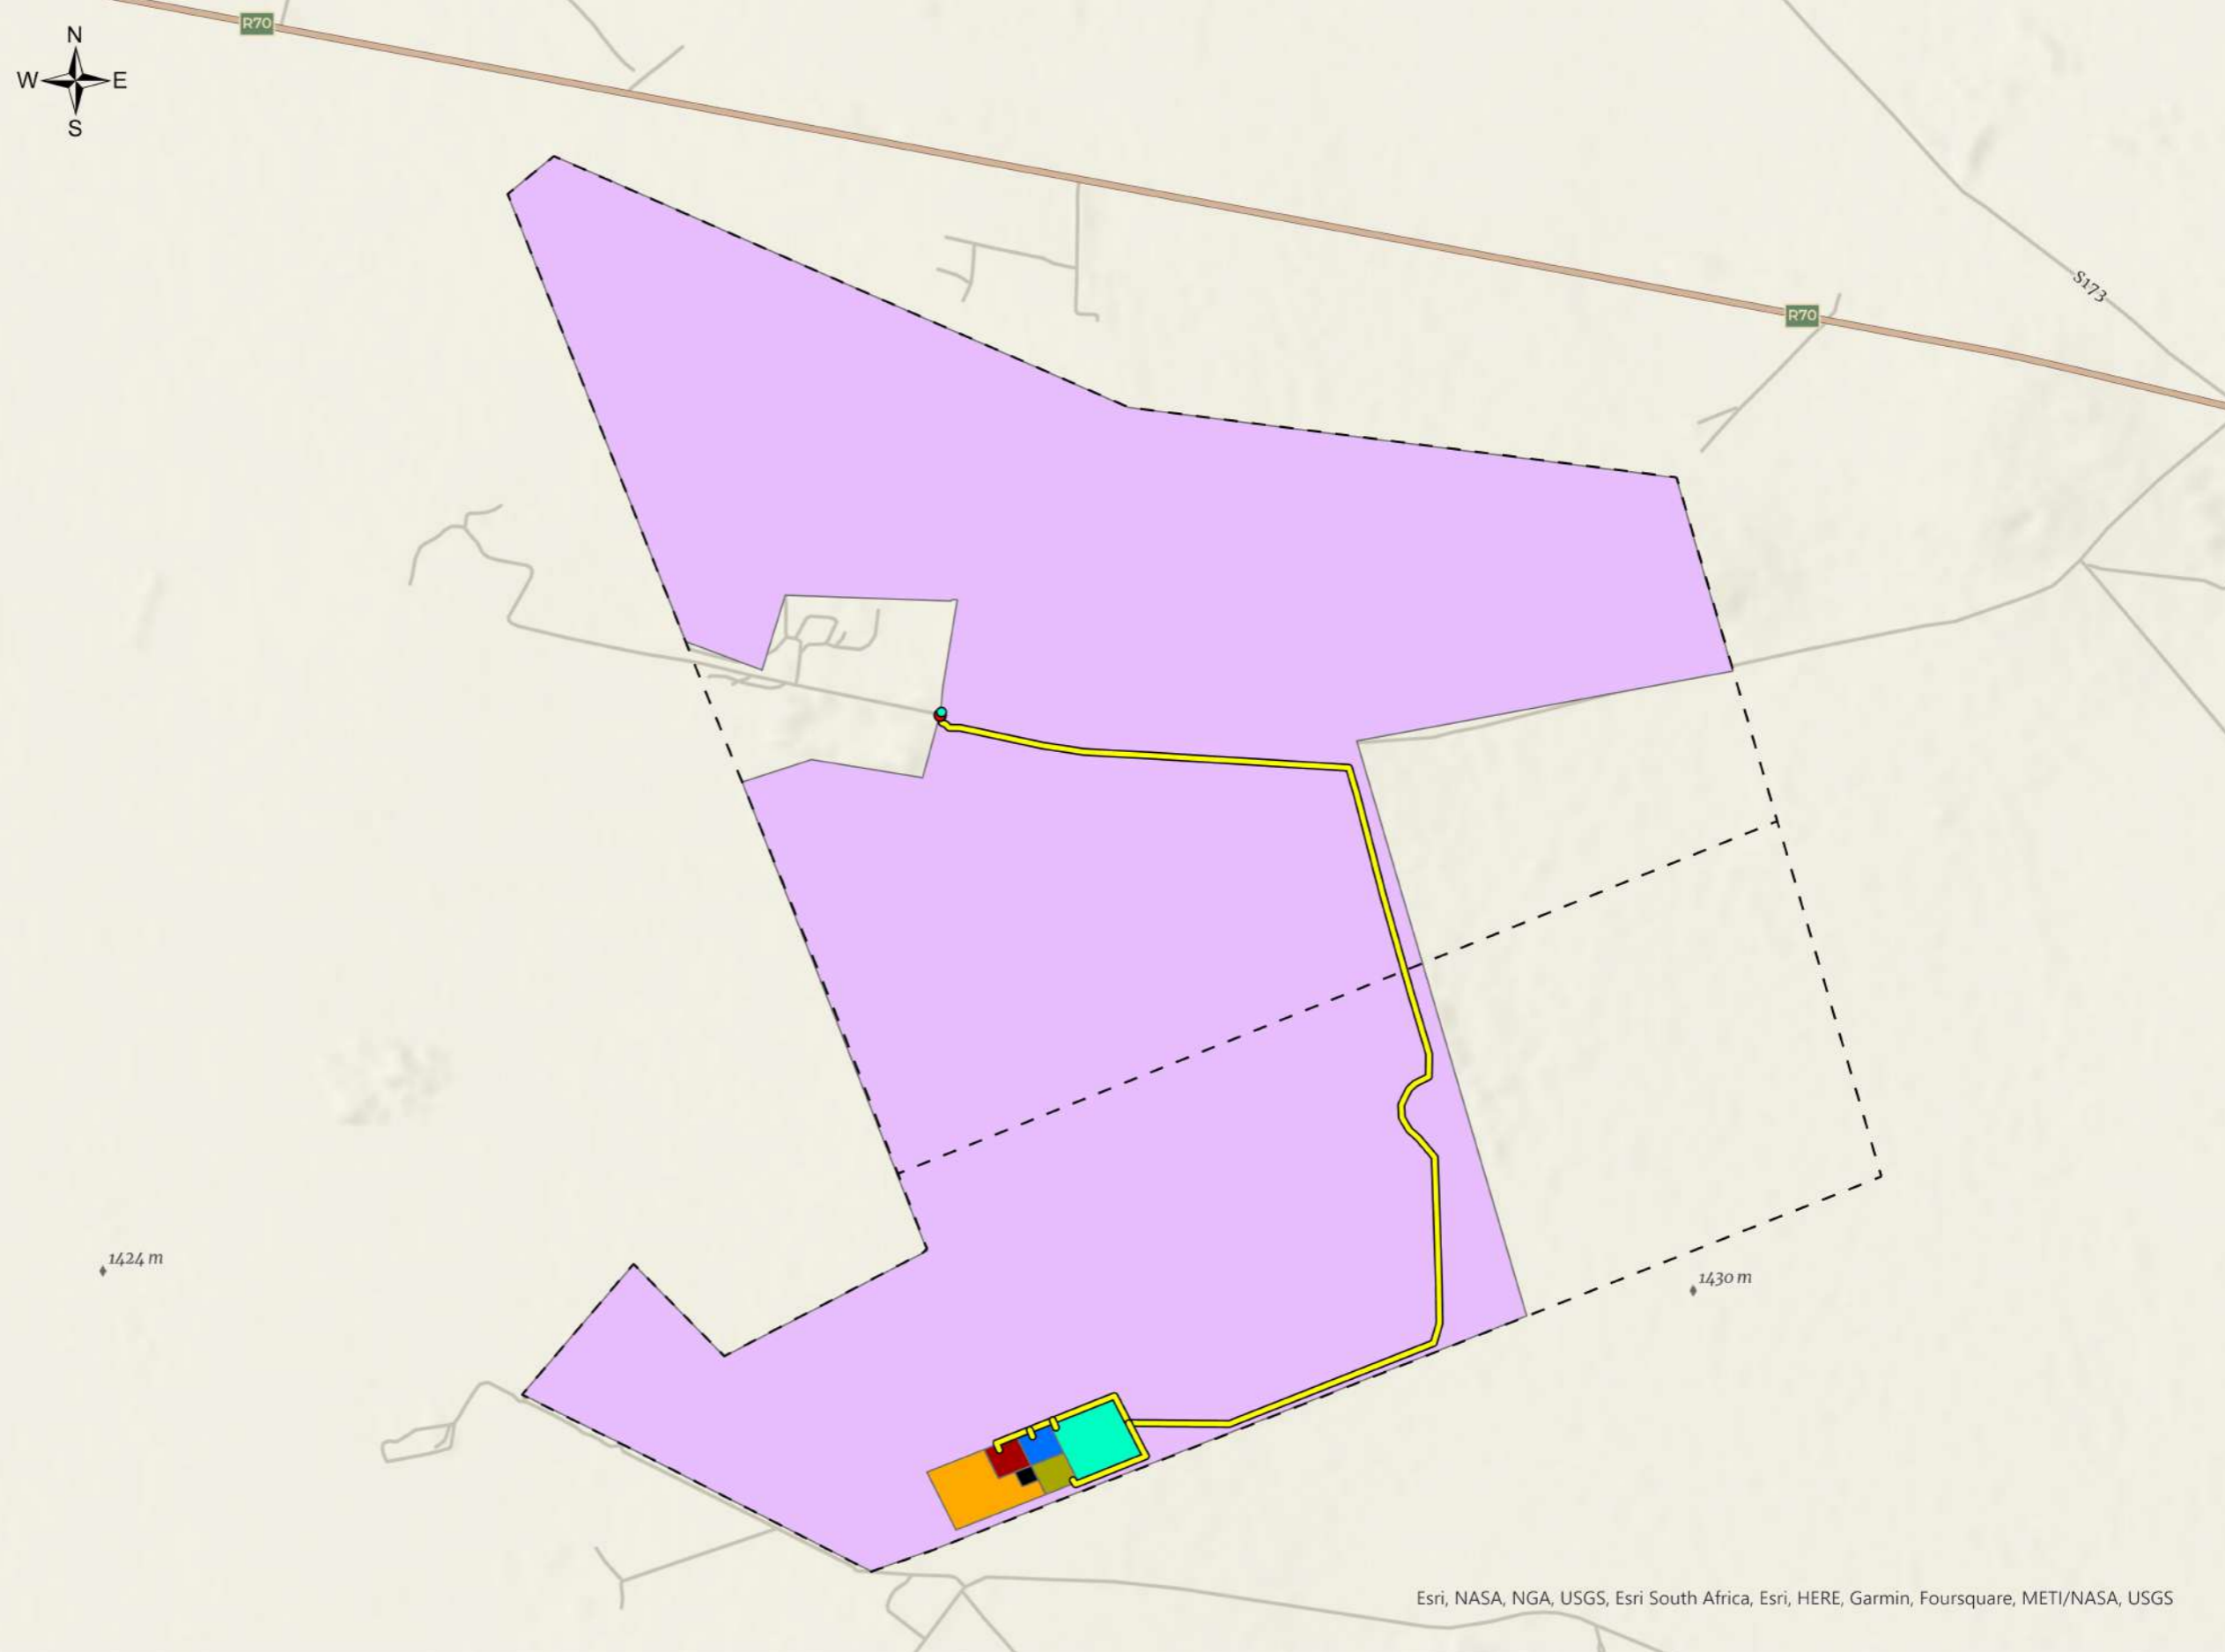 R70
N
W E
S
S173
R70
1424 m
1430 m
Esri, NASA, NGA, USGS, Esri South Africa, Esri, HERE, Garmin, Foursquare, METI/NASA, USGS